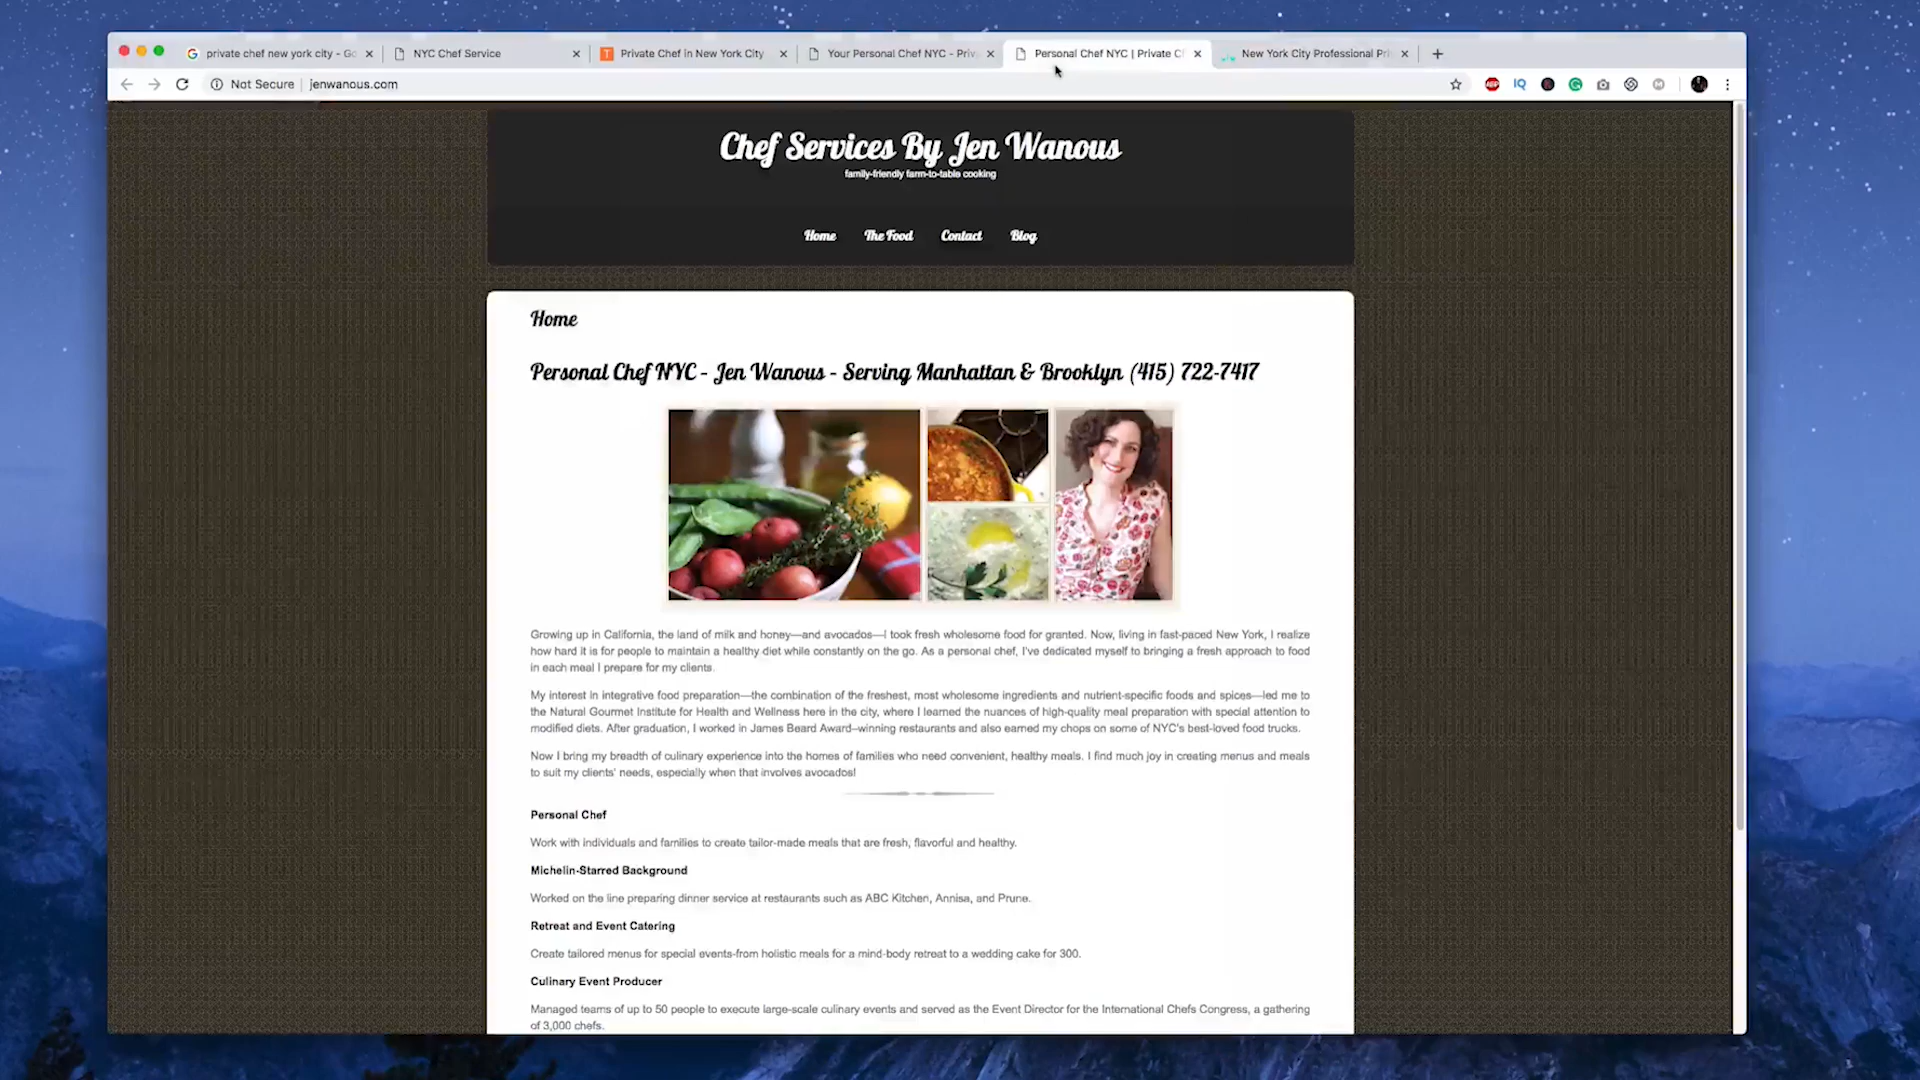 private chef new york city - Go
NYC Chef Service
Private Chef in New York City
Your Personal Chef NYC - Priva
Personal Chef NYC | Private Ch
New York City Professional Pri
Not Secure | jenwanous.com
Chef Services By Jen Wanous
family-friendly farm-to-table cooking
Home The Food Contact Blog
Home
Personal Chef NYC - Jen Wanous - Serving Manhattan & Brooklyn (415) 722-7417
Growing up in California, the land of milk and honey—and avocados—I took fresh wholesome food for granted. Now, living in fast-paced New York, I realize
how hard it is for people to maintain a healthy diet while constantly on the go. As a personal chef, I've dedicated myself to bringing a fresh approach to food
in each meal I prepare for my clients.
My interest in integrative food preparation—the combination of the freshest, most wholesome ingredients and nutrient-specific foods and spices—led me to
the Natural Gourmet Institute for Health and Wellness here in the city, where I learned the nuances of high-quality meal preparation with special attention to
modified diets. After graduation, I worked in James Beard Award–winning restaurants and also earned my chops on some of NYC's best-loved food trucks.
Now I bring my breadth of culinary experience into the homes of families who need convenient, healthy meals. I find much joy in creating menus and meals
to suit my clients' needs, especially when that involves avocados!
Personal Chef
Work with individuals and families to create tailor-made meals that are fresh, flavorful and healthy.
Michelin-Starred Background
Worked on the line preparing dinner service at restaurants such as ABC Kitchen, Annisa, and Prune.
Retreat and Event Catering
Create tailored menus for special events-from holistic meals for a mind-body retreat to a wedding cake for 300.
Culinary Event Producer
Managed teams of up to 50 people to execute large-scale culinary events and served as the Event Director for the International Chefs Congress, a gathering
of 3,000 chefs.